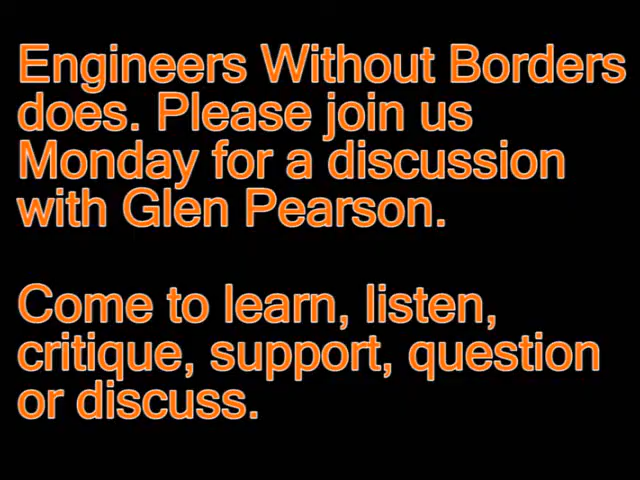 Engineers Without Borders
does. Please join us
Monday for a discussion
with Glen Pearson.
Come to learn, listen,
critique, support, question
or discuss.